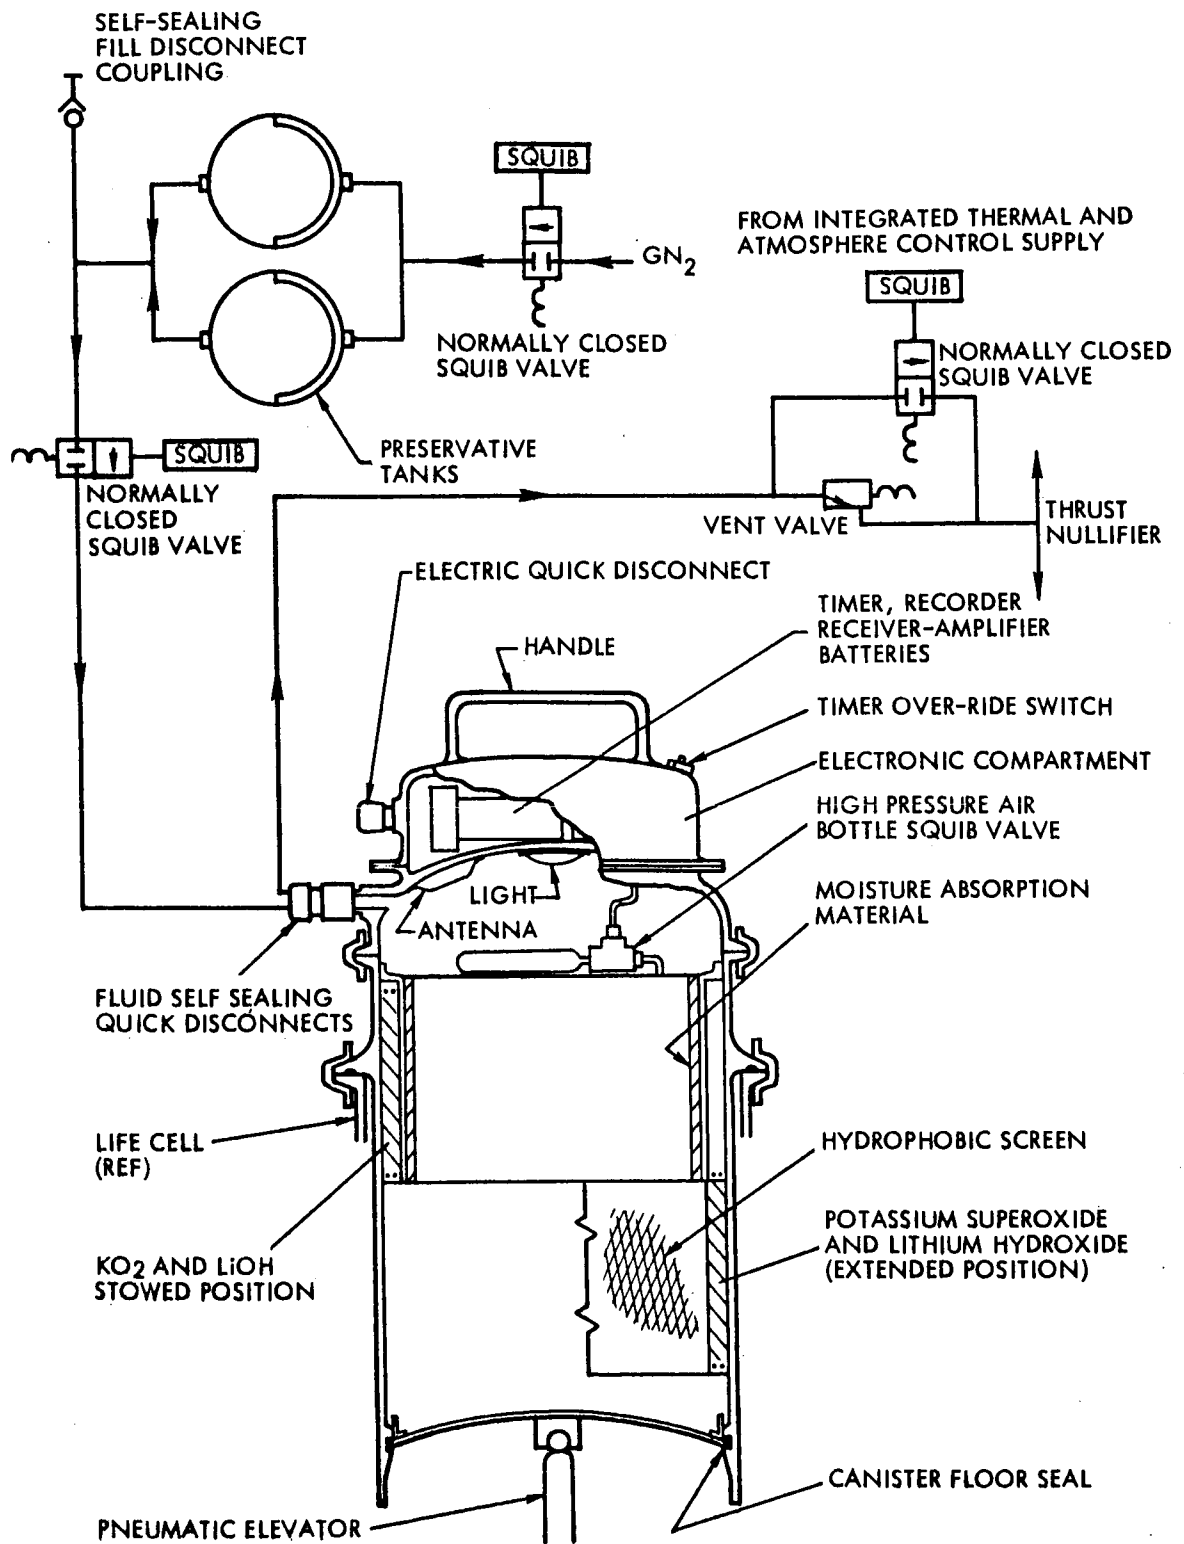 SELF-SEALING
FILL DISCONNECT
COUPLING
SQUIB
FROM INTEGRATED THERMAL AND
ATMOSPHERE CONTROL SUPPLY
GN2
SQUIB
NORMALLY CLOSED
SQUIB VALVE
NORMALLY CLOSED
SQUIB VALVE
SQUIB
PRESERVATIVE
TANKS
NORMALLY
CLOSED
SQUIB VALVE
VENT VALVE
THRUST
NULLIFIER
ELECTRIC QUICK DISCONNECT
TIMER, RECORDER
RECEIVER-AMPLIFIER
BATTERIES
HANDLE
TIMER OVER-RIDE SWITCH
ELECTRONIC COMPARTMENT
HIGH PRESSURE AIR
BOTTLE SQUIB VALVE
LIGHT
MOISTURE ABSORPTION
MATERIAL
ANTENNA
FLUID SELF SEALING
QUICK DISCONNECTS
LIFE CELL
(REF)
HYDROPHOBIC SCREEN
POTASSIUM SUPEROXIDE
AND LITHIUM HYDROXIDE
(EXTENDED POSITION)
KO2 AND LiOH
STOWED POSITION
CANISTER FLOOR SEAL
PNEUMATIC ELEVATOR